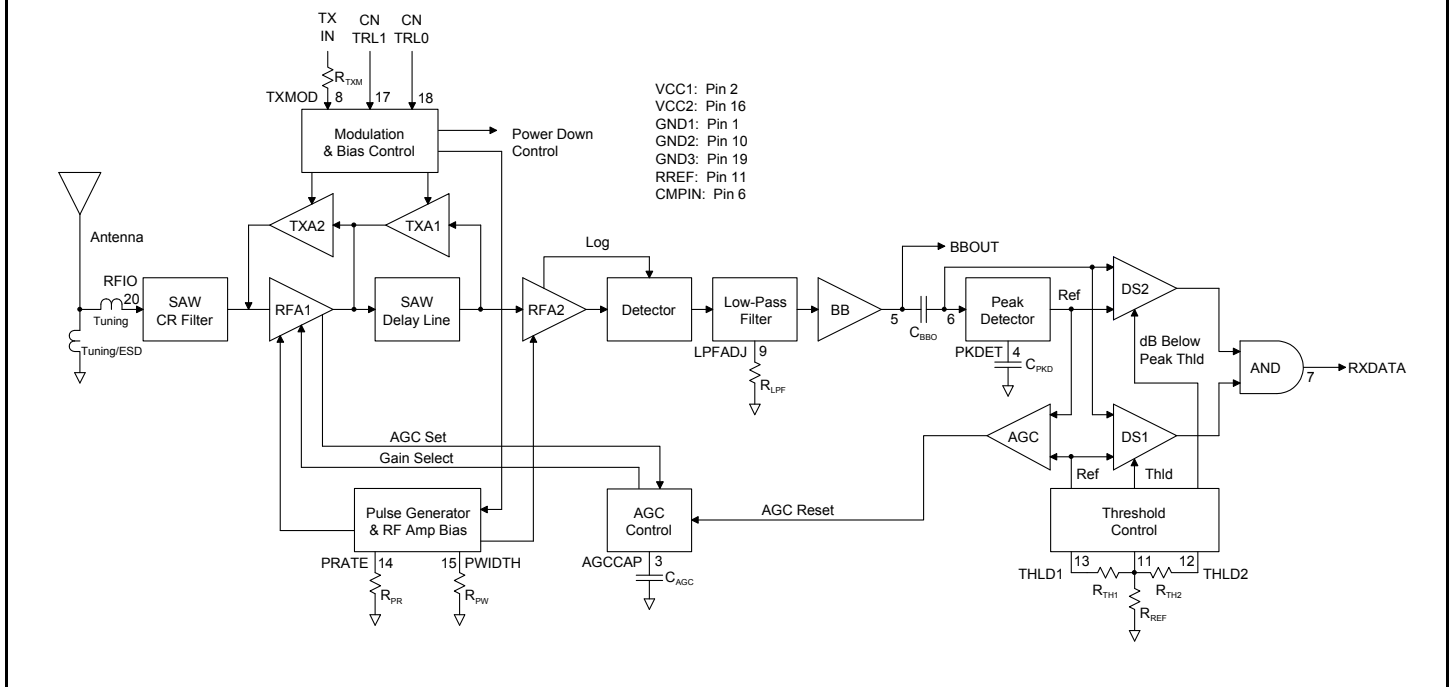 TX
IN
CN
TRL1
CN
TRL0
RTXM
TXMOD
8
17
18
Modulation
& Bias Control
Power Down
Control
VCC1: Pin 2
VCC2: Pin 16
GND1: Pin 1
GND2: Pin 10
GND3: Pin 19
RREF: Pin 11
CMPIN: Pin 6
Antenna
TXA2
TXA1
Log
BBOUT
RFIO
20
Tuning
Tuning/ESD
SAW
CR Filter
RFA1
SAW
Delay Line
RFA2
Detector
Low-Pass
Filter
BB
5
CBBO
6
Peak
Detector
Ref
DS2
LPFADJ
9
RLPF
PKDET
4
CPKD
dB Below
Peak Thld
AND
7
RXDATA
AGC Set
Gain Select
AGC
DS1
Ref
Thld
Pulse Generator
& RF Amp Bias
AGC
Control
AGC Reset
Threshold
Control
PRATE
14
15
PWIDTH
AGCCAP
3
CAGC
RPR
RPW
THLD1
13
11
12
THLD2
RTH1
RTH2
RREF